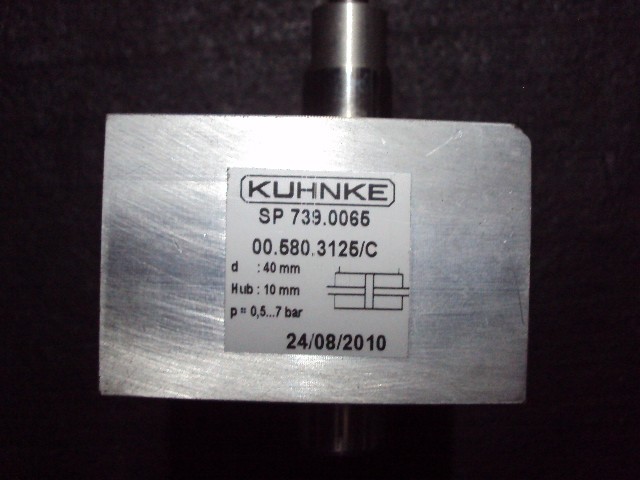 KUHNKE
SP 739.0065
00.580.3125/C
d : 40 mm
Hub : 10 mm
p = 0,5...7 bar
24/08/2010